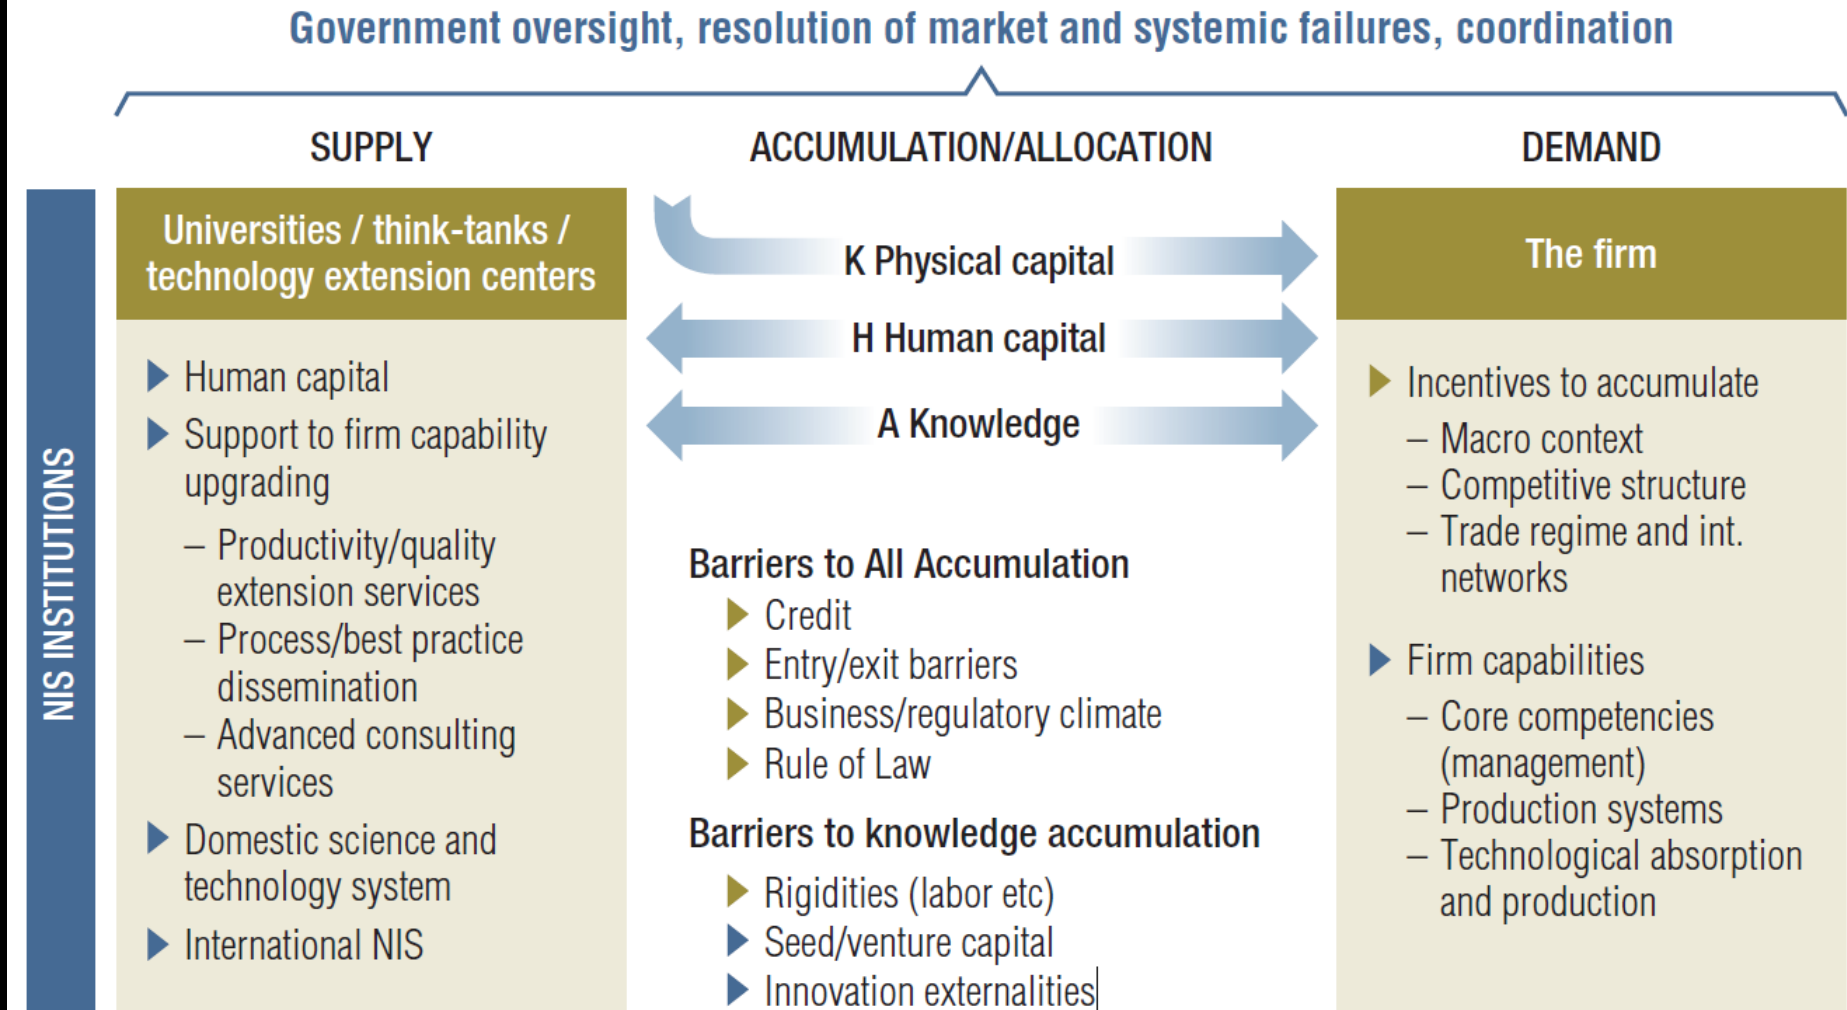 Government oversight, resolution of market and systemic failures, coordination
SUPPLY
ACCUMULATION/ALLOCATION
DEMAND
NIS INSTITUTIONS
Universities / think-tanks /
technology extension centers
Human capital
Support to firm capability
upgrading
– Productivity/quality
extension services
– Process/best practice
dissemination
– Advanced consulting
services
Domestic science and
technology system
International NIS
K Physical capital
H Human capital
A Knowledge
Barriers to All Accumulation
Credit
Entry/exit barriers
Business/regulatory climate
Rule of Law
Barriers to knowledge accumulation
Rigidities (labor etc)
Seed/venture capital
Innovation externalities
The firm
Incentives to accumulate
– Macro context
– Competitive structure
– Trade regime and int.
networks
Firm capabilities
– Core competencies
(management)
– Production systems
– Technological absorption
and production